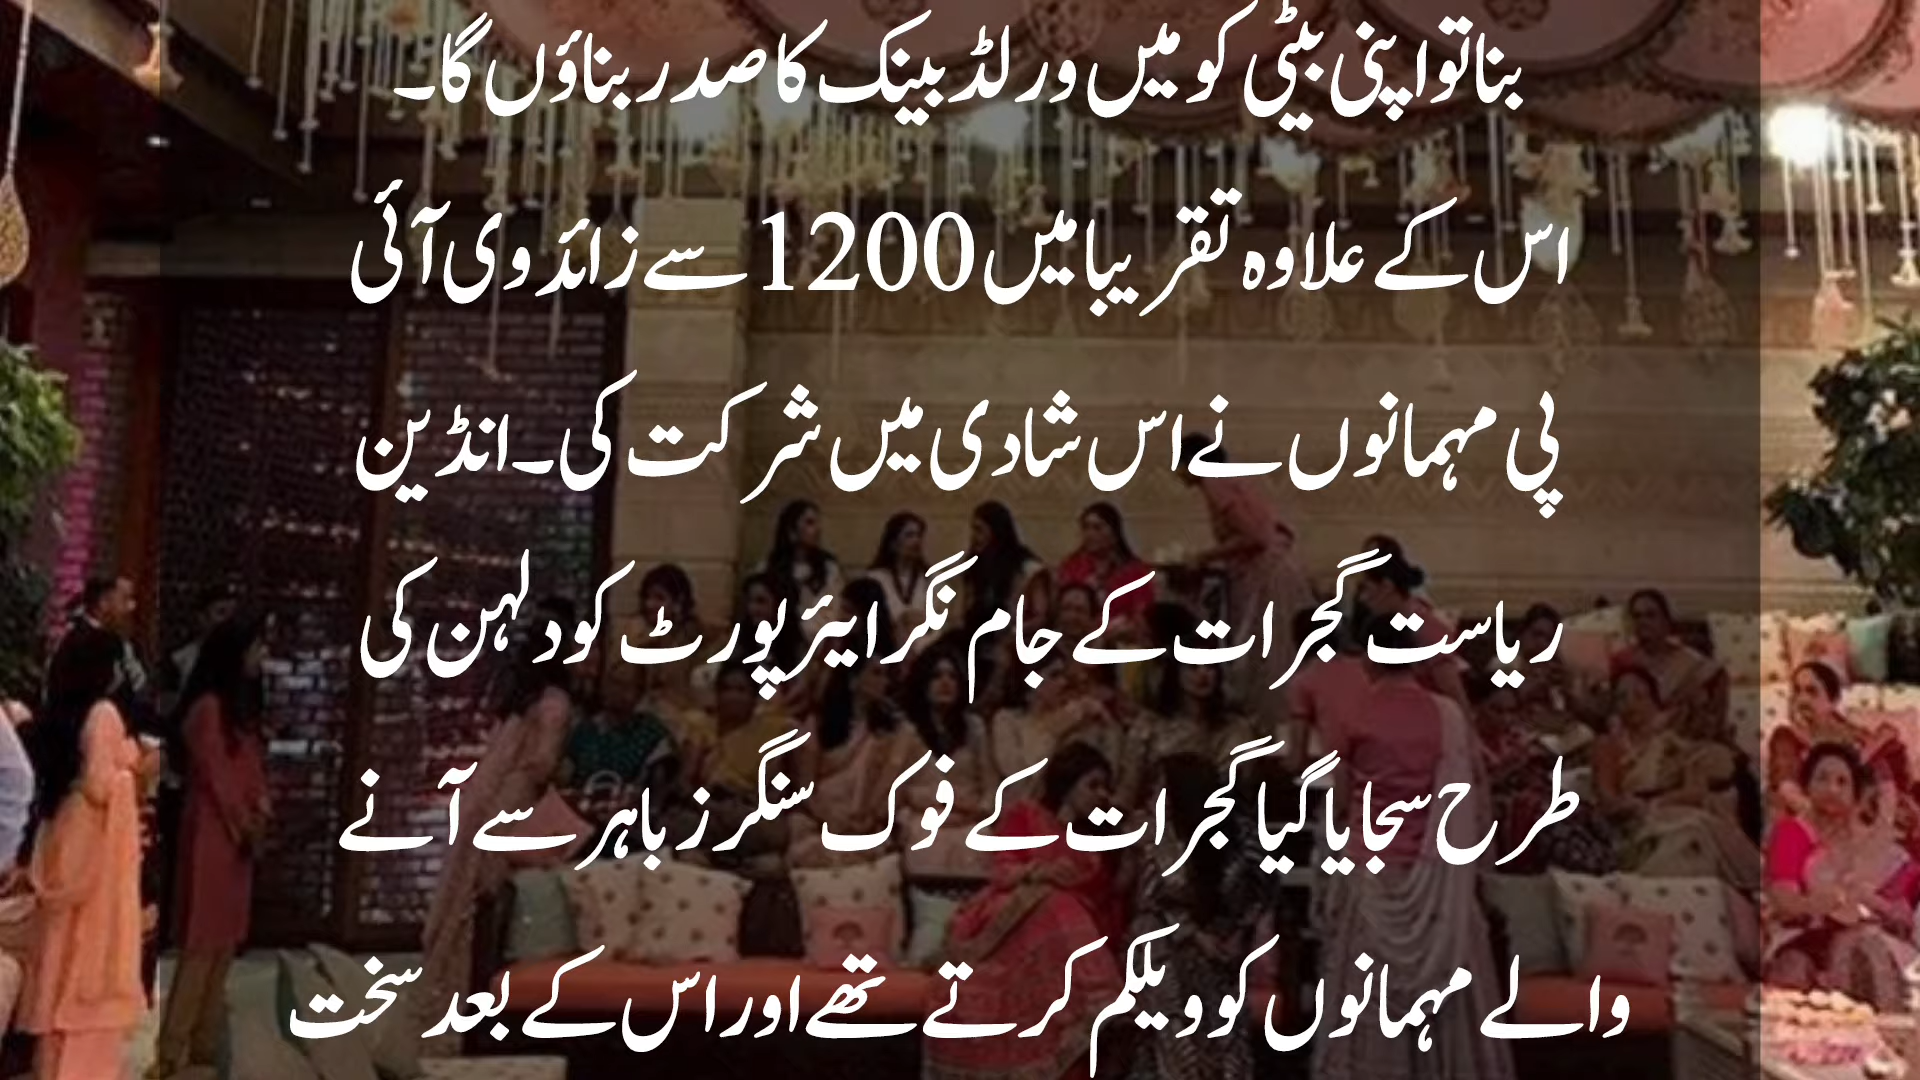 بنا تو اپنی بیٹی کو میں ورلڈ بینک کا صدر بناؤں گا۔
اس کے علاوہ تقریبا میں 1200 سے زائد وی آئی
پی مہمانوں نے اس شادی میں شرکت کی۔ انڈین
ریاست گجرات کے جام نگر ایئرپورٹ کو دلہن کی
طرح سجایا گیا گجرات کے فوک سنگرز باہر سے آنے
والے مہمانوں کو ویلکم کرتے تھے اور اس کے بعد سخت